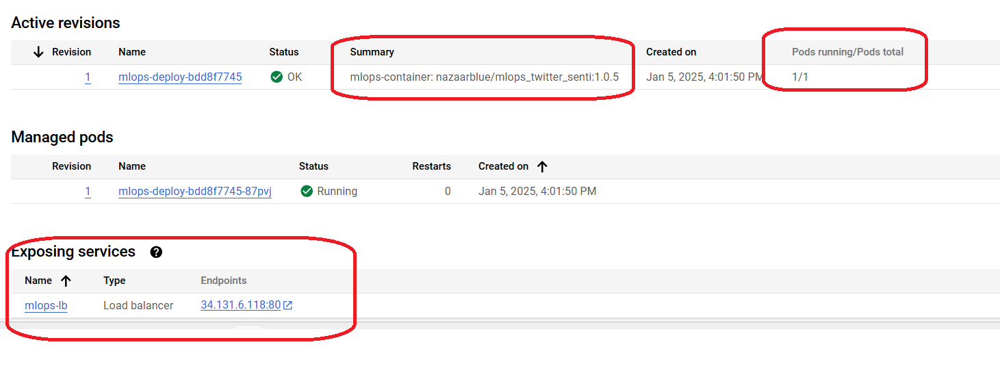 Active revisions
Revision Name Status Summary Created on Pods running/Pods total
1 mlops-deploy-bdd8f7745 OK mlops-container: nazaarblue/mlops_twitter_senti:1.0.5 Jan 5, 2025, 4:01:50 PM 1/1
Managed pods
Revision Name Status Restarts Created on
1 mlops-deploy-bdd8f7745-87pvj Running 0 Jan 5, 2025, 4:01:50 PM
Exposing services ?
Name Type Endpoints
mlops-lb Load balancer 34.131.6.118:80